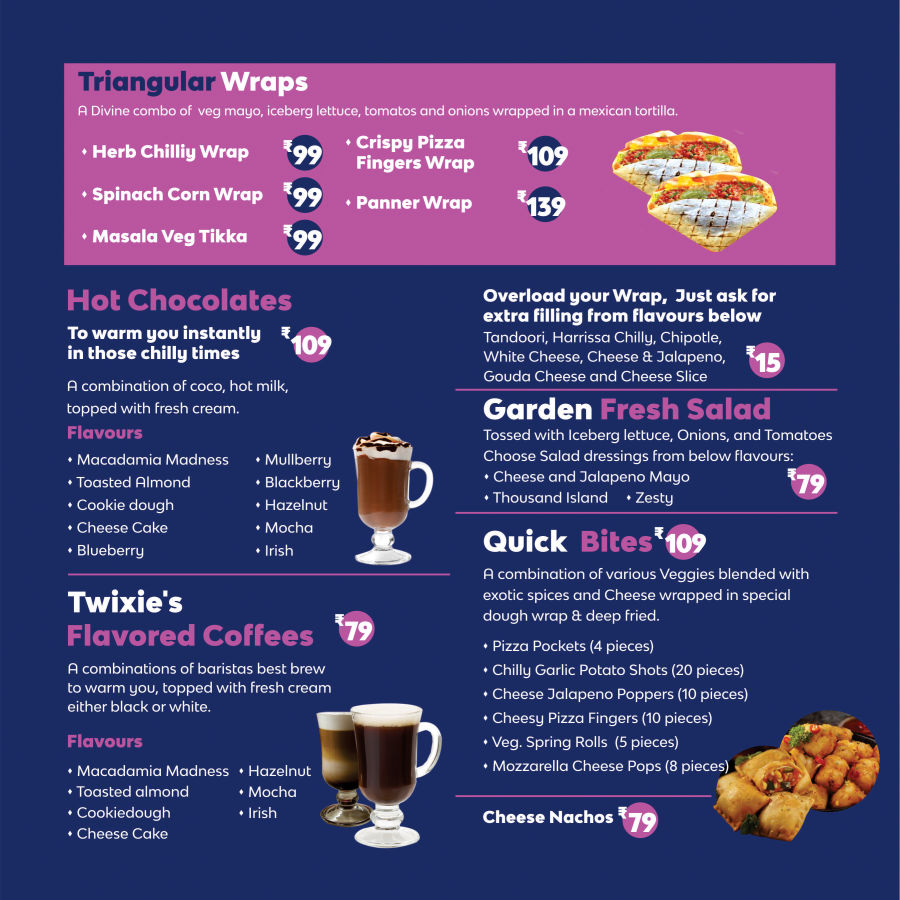 Triangular Wraps
A Divine combo of veg mayo, iceberg lettuce, tomatos and onions wrapped in a mexican tortilla.
• Herb Chilliy Wrap ₹99
• Spinach Corn Wrap ₹99
• Masala Veg Tikka ₹99
• Crispy Pizza
Fingers Wrap ₹109
• Panner Wrap ₹139
Hot Chocolates
To warm you instantly
in those chilly times ₹109
A combination of coco, hot milk,
topped with fresh cream.
Flavours
• Macadamia Madness
• Toasted Almond
• Cookie dough
• Cheese Cake
• Blueberry
• Mullberry
• Blackberry
• Hazelnut
• Mocha
• Irish
Twixie's
Flavored Coffees ₹79
A combinations of baristas best brew
to warm you, topped with fresh cream
either black or white.
Flavours
• Macadamia Madness
• Toasted almond
• Cookiedough
• Cheese Cake
• Hazelnut
• Mocha
• Irish
Overload your Wrap, Just ask for
extra filling from flavours below
Tandoori, Harrissa Chilly, Chipotle,
White Cheese, Cheese & Jalapeno,
Gouda Cheese and Cheese Slice ₹15
Garden Fresh Salad
Tossed with Iceberg lettuce, Onions, and Tomatoes
Choose Salad dressings from below flavours:
• Cheese and Jalapeno Mayo
• Thousand Island • Zesty ₹79
Quick Bites ₹109
A combination of various Veggies blended with
exotic spices and Cheese wrapped in special
dough wrap & deep fried.
• Pizza Pockets (4 pieces)
• Chilly Garlic Potato Shots (20 pieces)
• Cheese Jalapeno Poppers (10 pieces)
• Cheesy Pizza Fingers (10 pieces)
• Veg. Spring Rolls (5 pieces)
• Mozzarella Cheese Pops (8 pieces)
Cheese Nachos ₹79